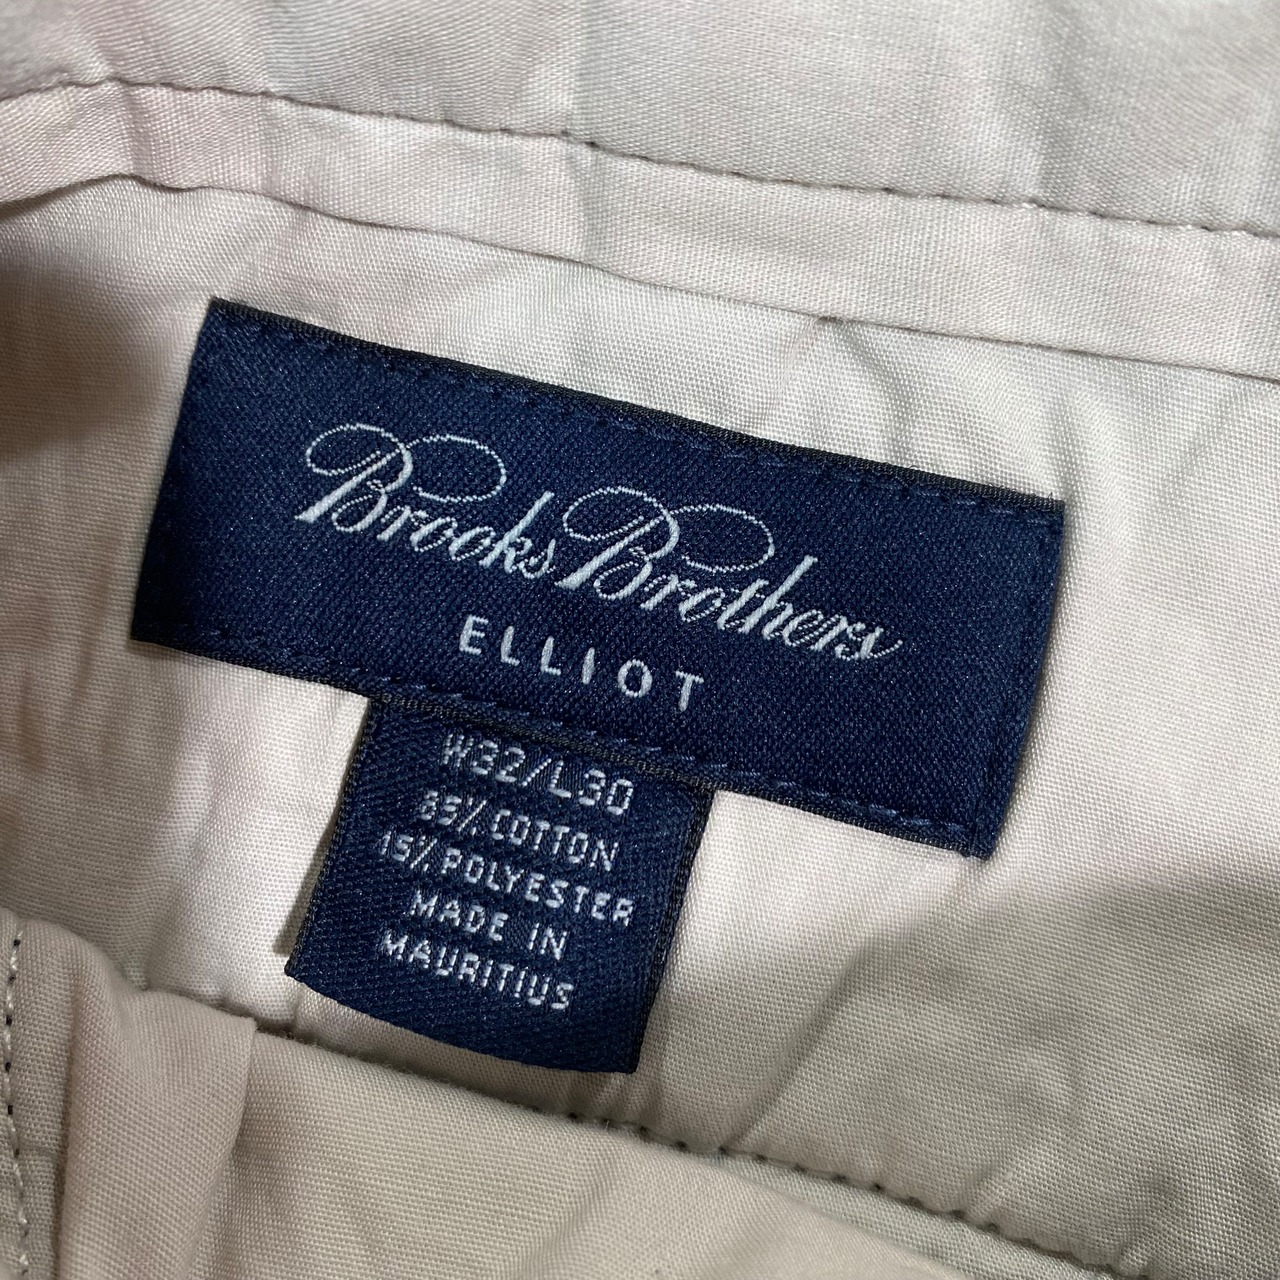 Brooks Brothers
ELLIOT
W32/L30
85% COTTON
15% POLYESTER
MADE IN
MAURITIUS